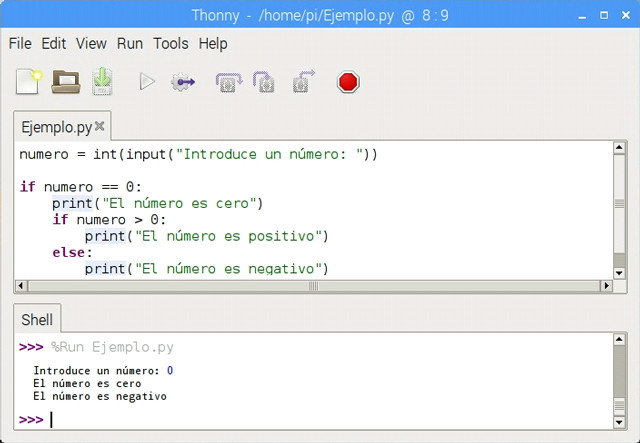 Thonny - /home/pi/Ejemplo.py @ 8 : 9
File Edit View Run Tools Help
Ejemplo.py
numero = int(input("Introduce un número: "))
if numero == 0:
    print("El número es cero")
    if numero > 0:
        print("El número es positivo")
    else:
        print("El número es negativo")
Shell
>>> %Run Ejemplo.py
Introduce un número: 0
El número es cero
El número es negativo
>>>